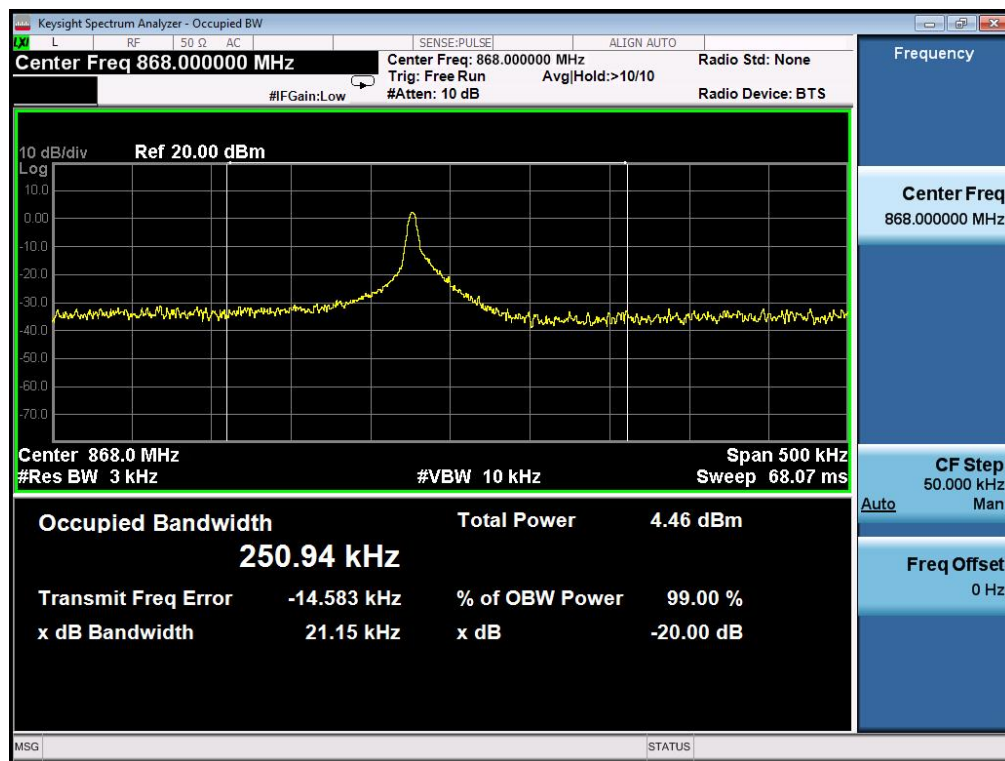 Keysight Spectrum Analyzer - Occupied BW
LXI L RF 50 Ω AC SENSE:PULSE ALIGN AUTO
Center Freq 868.000000 MHz
#IFGain:Low
Center Freq: 868.000000 MHz
Trig: Free Run Avg|Hold:>10/10
#Atten: 10 dB
Radio Std: None
Radio Device: BTS
10 dB/div Ref 20.00 dBm
Log
10.0
0.00
-10.0
-20.0
-30.0
-40.0
-50.0
-60.0
-70.0
Center 868.0 MHz Span 500 kHz
#Res BW 3 kHz #VBW 10 kHz Sweep 68.07 ms
Occupied Bandwidth Total Power 4.46 dBm
250.94 kHz
Transmit Freq Error -14.583 kHz % of OBW Power 99.00 %
x dB Bandwidth 21.15 kHz x dB -20.00 dB
Frequency
Center Freq
868.000000 MHz
CF Step
50.000 kHz
Auto Man
Freq Offset
0 Hz
MSG STATUS